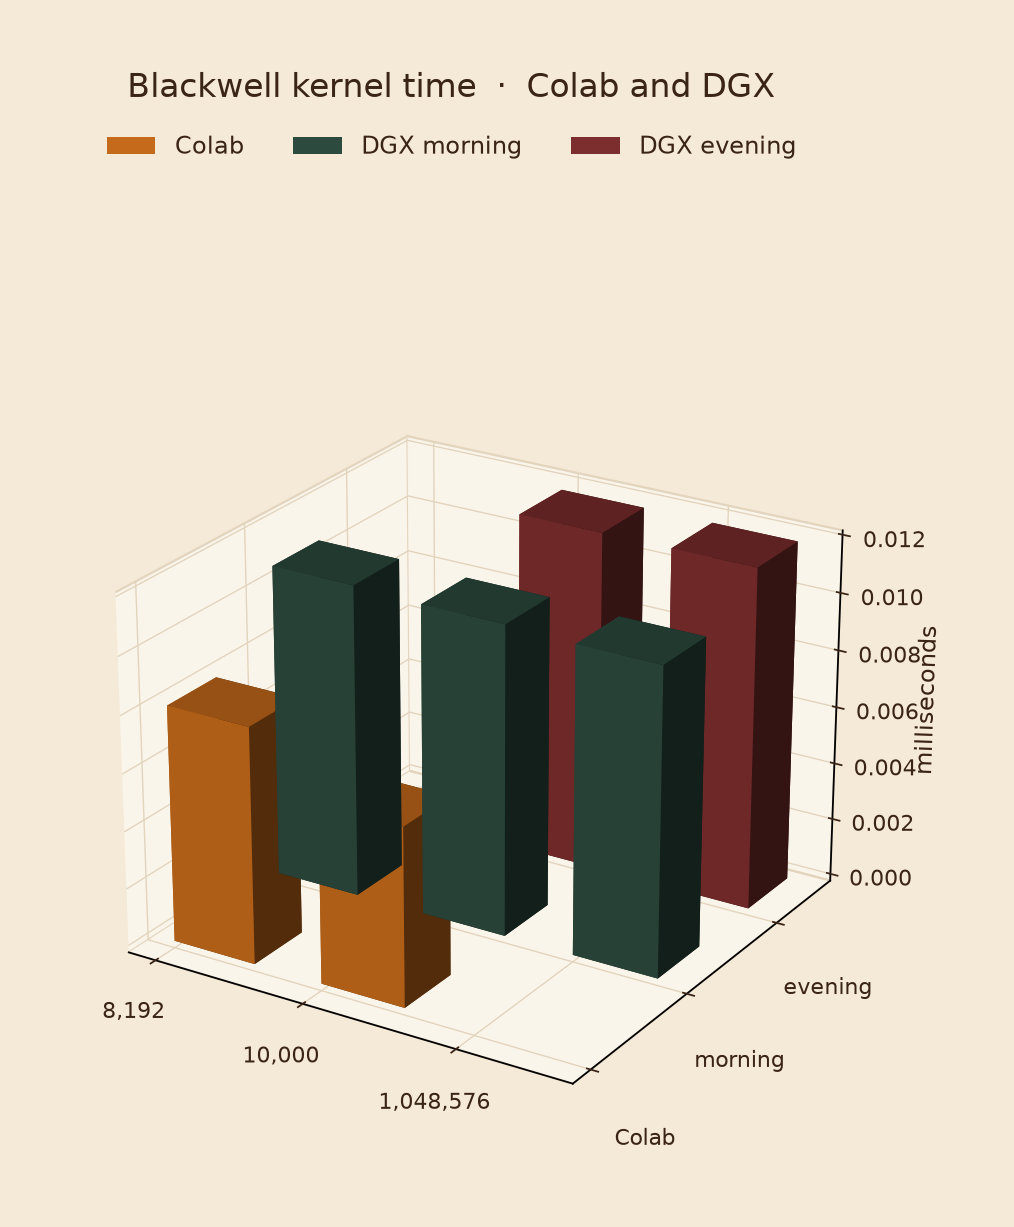 Blackwell kernel time · Colab and DGX
Colab
DGX morning
DGX evening
0.012
0.010
0.008
0.006
0.004
0.002
0.000
milliseconds
8,192
10,000
1,048,576
evening
morning
Colab